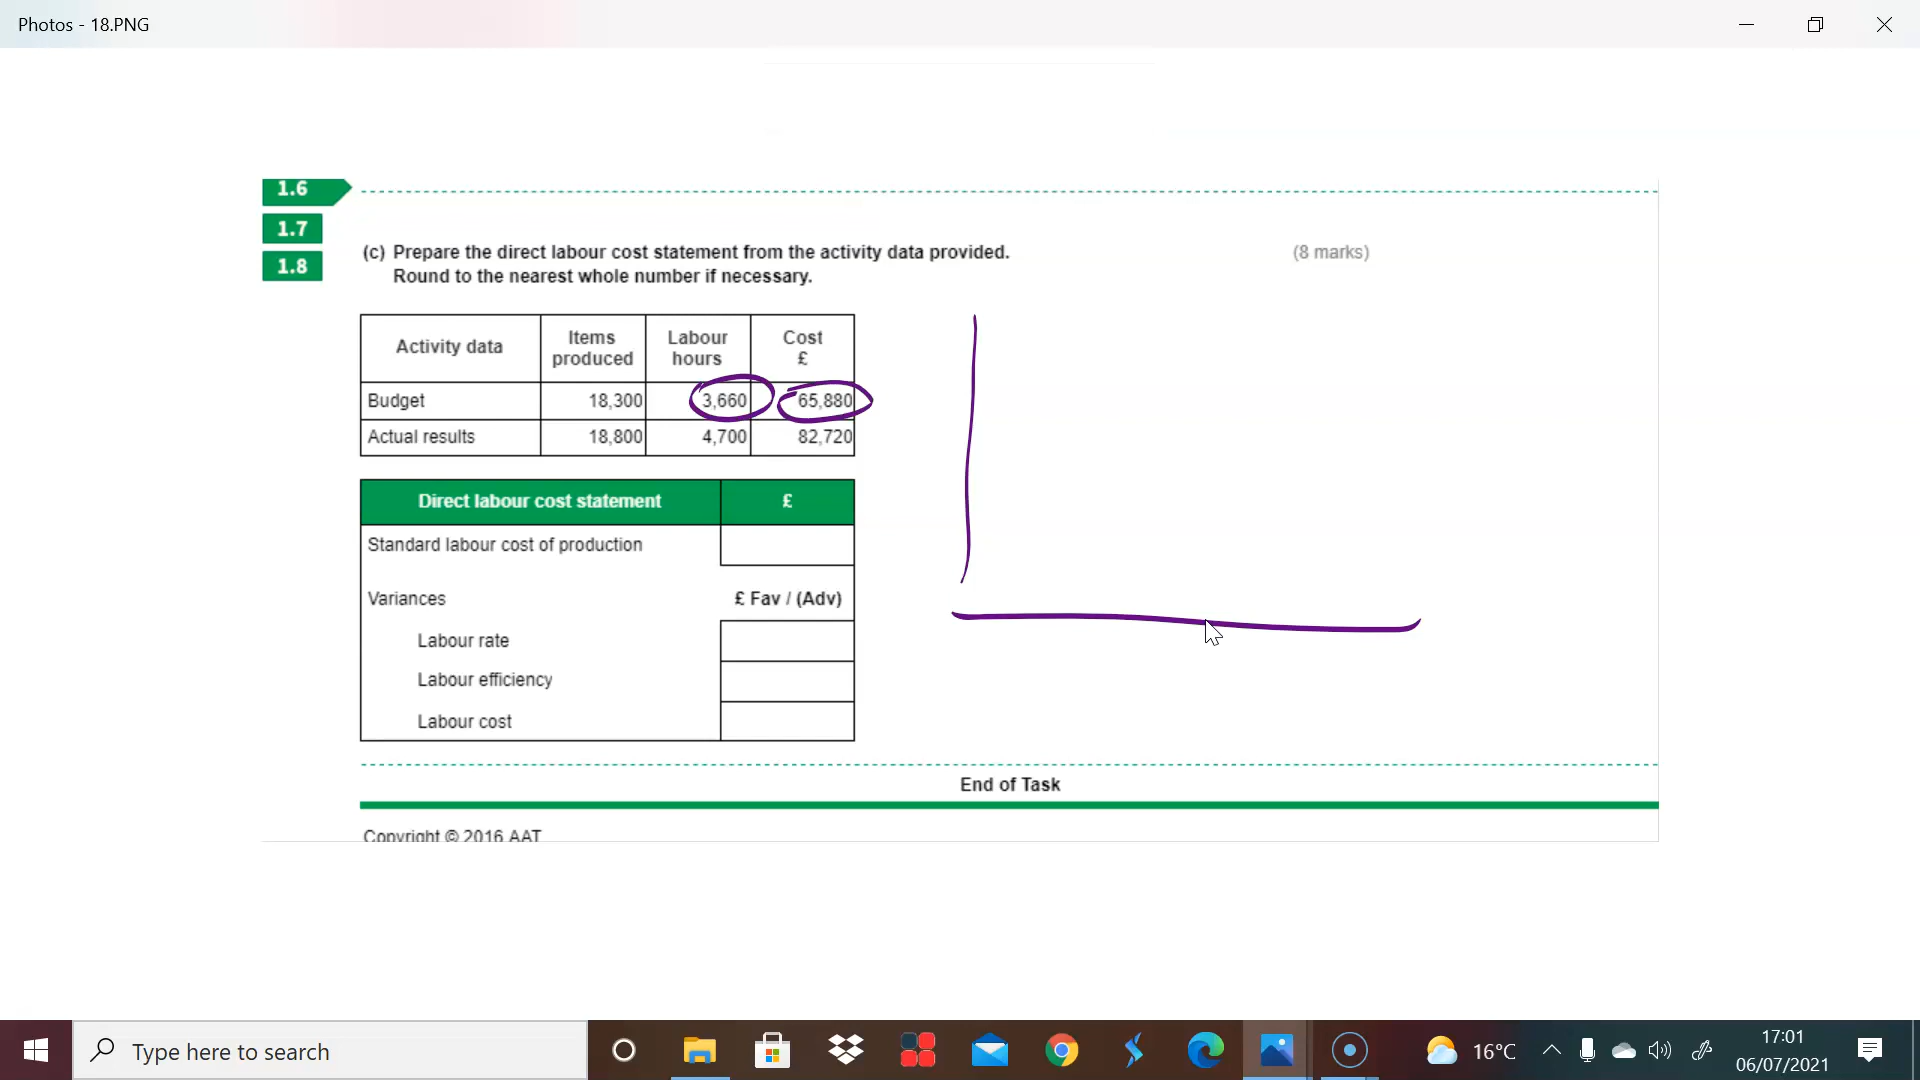 Photos - 18.PNG
1.6
1.7
1.8
(c) Prepare the direct labour cost statement from the activity data provided. (8 marks)
Round to the nearest whole number if necessary.
Activity data Items produced Labour hours Cost £
Budget 18,300 3,660 65,880
Actual results 18,800 4,700 82,720
Direct labour cost statement £
Standard labour cost of production
Variances £ Fav / (Adv)
Labour rate
Labour efficiency
Labour cost
End of Task
Copyright © 2016 AAT
Type here to search
16°C
17:01
06/07/2021